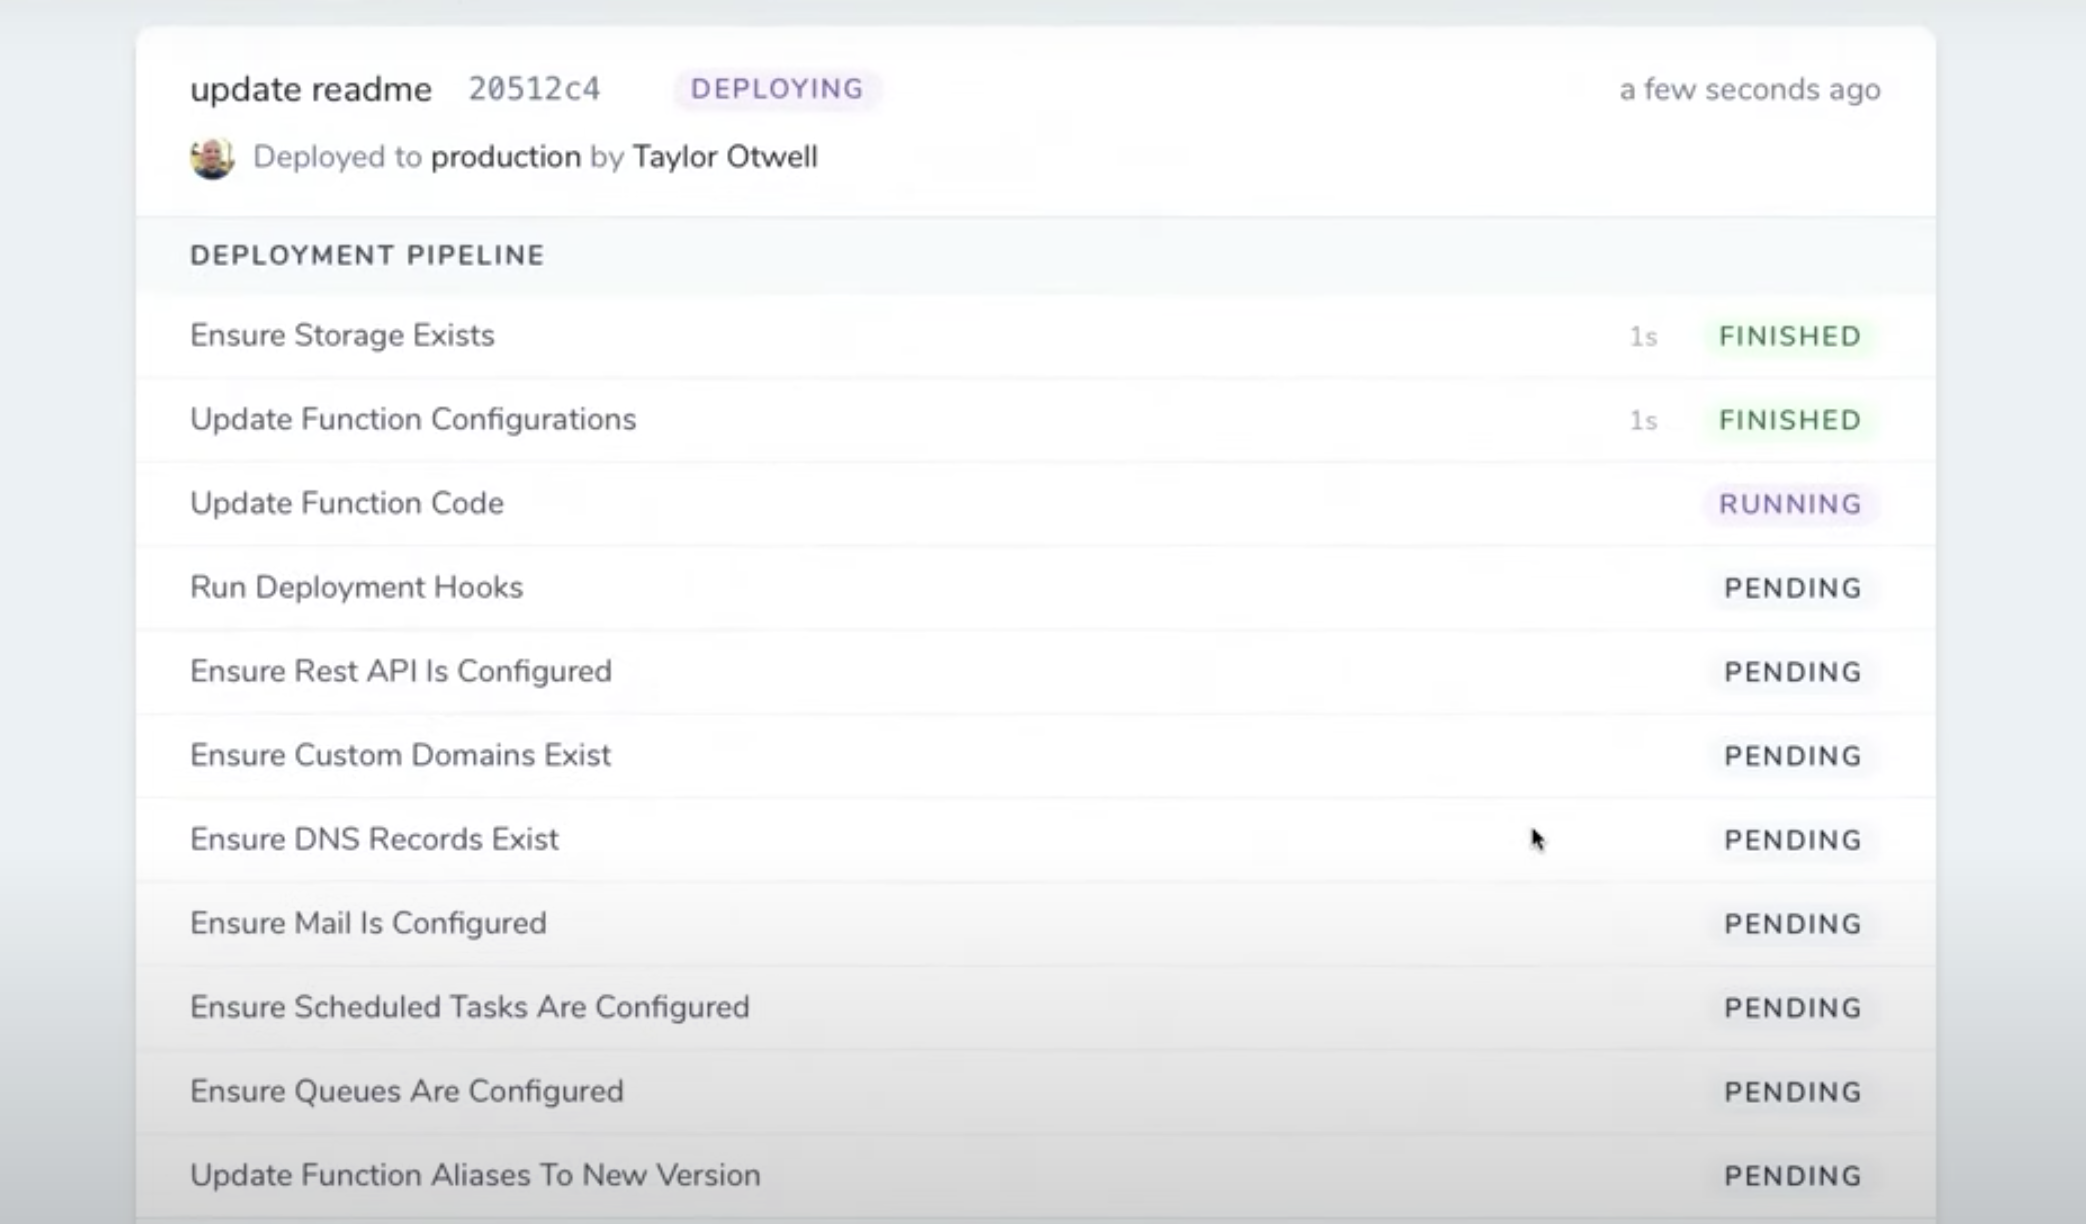 update readme 20512c4 DEPLOYING a few seconds ago
Deployed to production by Taylor Otwell
DEPLOYMENT PIPELINE
Ensure Storage Exists 1s FINISHED
Update Function Configurations 1s FINISHED
Update Function Code RUNNING
Run Deployment Hooks PENDING
Ensure Rest API Is Configured PENDING
Ensure Custom Domains Exist PENDING
Ensure DNS Records Exist PENDING
Ensure Mail Is Configured PENDING
Ensure Scheduled Tasks Are Configured PENDING
Ensure Queues Are Configured PENDING
Update Function Aliases To New Version PENDING